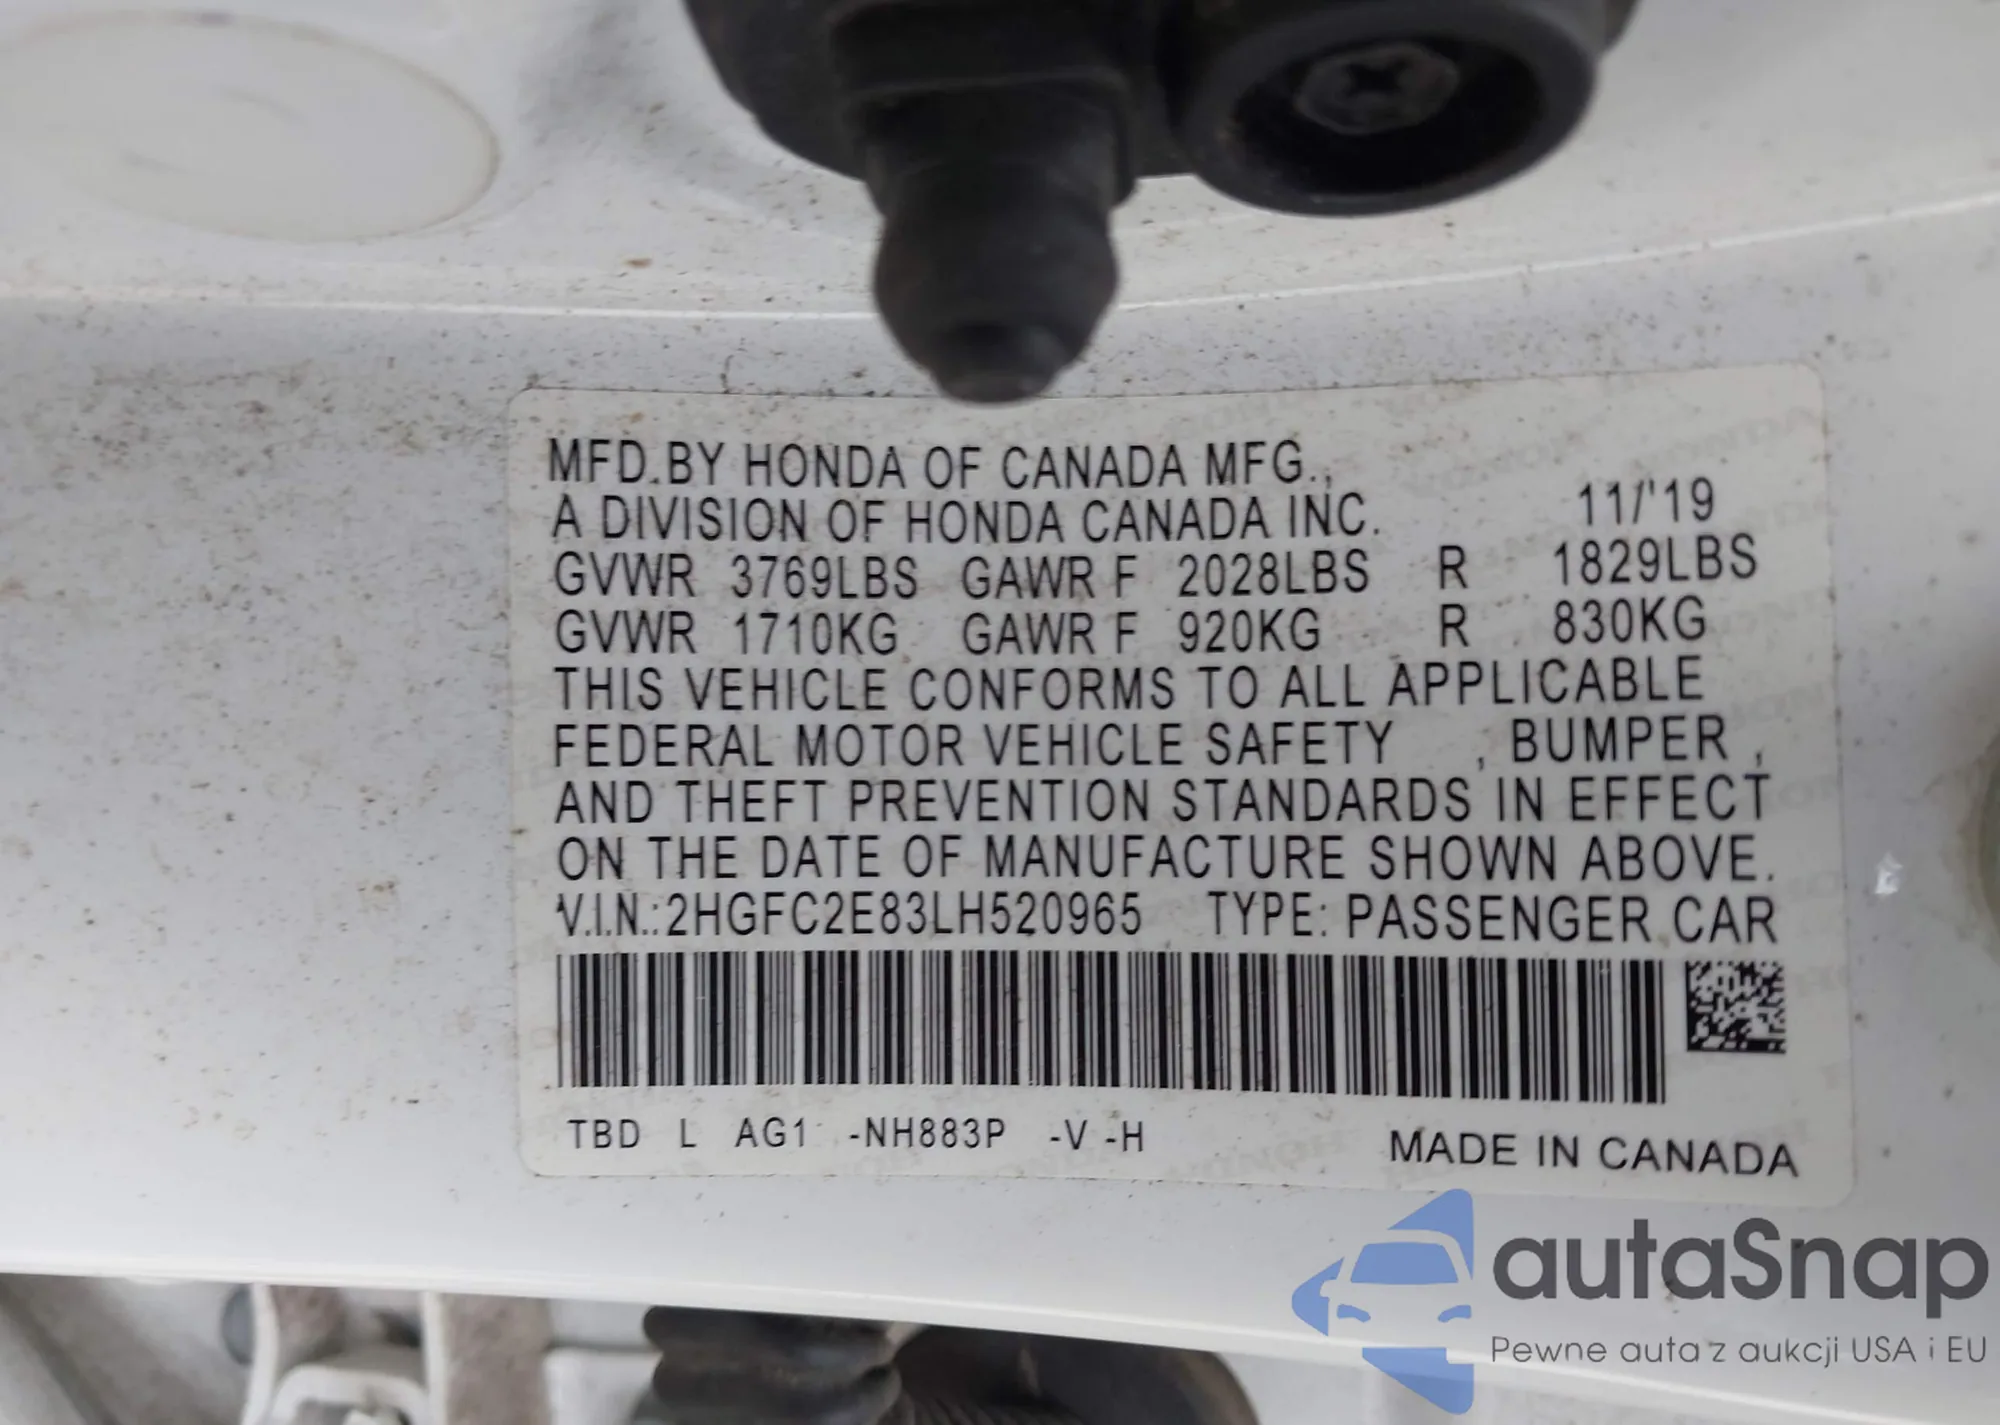 MFD.BY HONDA OF CANADA MFG.,
A DIVISION OF HONDA CANADA INC. 11/'19
GVWR 3769LBS GAWR F 2028LBS R 1829LBS
GVWR 1710KG GAWR F 920KG R 830KG
THIS VEHICLE CONFORMS TO ALL APPLICABLE
FEDERAL MOTOR VEHICLE SAFETY , BUMPER ,
AND THEFT PREVENTION STANDARDS IN EFFECT
ON THE DATE OF MANUFACTURE SHOWN ABOVE.
V.I.N.:2HGFC2E83LH520965 TYPE: PASSENGER CAR
TBD L AG1 -NH883P -V -H
MADE IN CANADA
autaSnap
Pewne auta z aukcji USA i EU